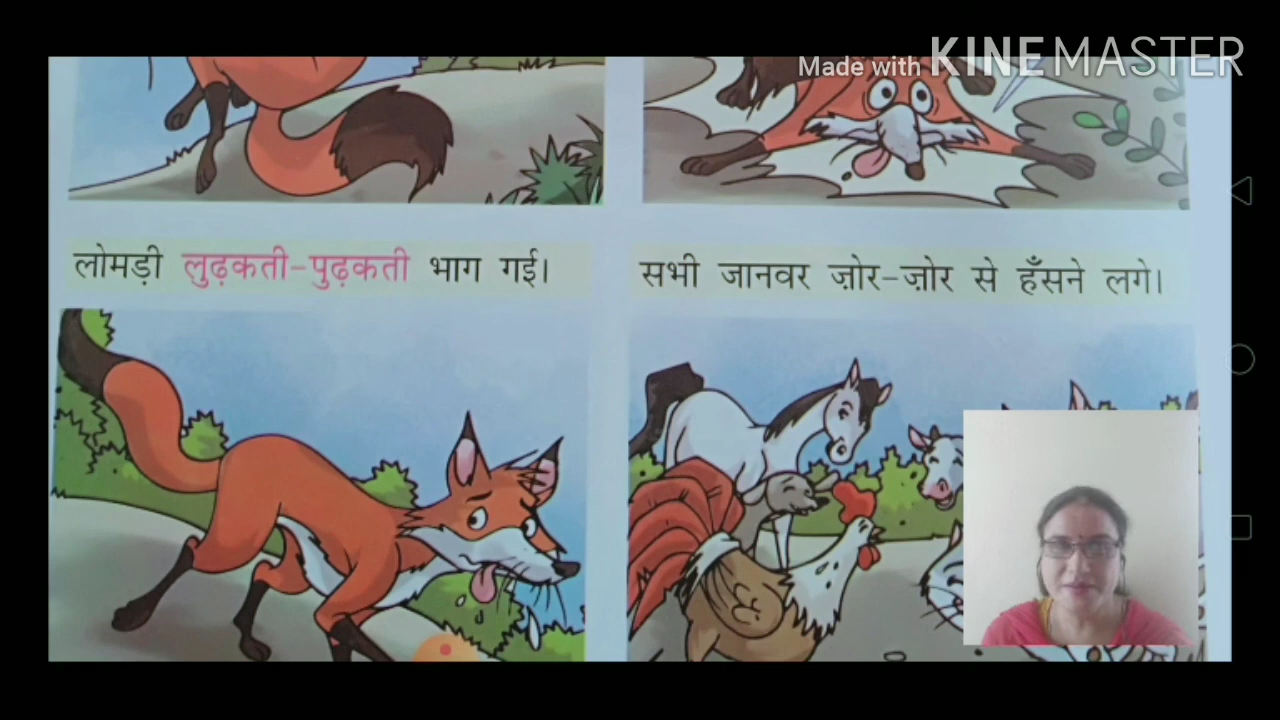 Made with KINEMASTER
लोमड़ी लुढ़कती-पुढ़कती भाग गई।
सभी जानवर ज़ोर-ज़ोर से हँसने लगे।